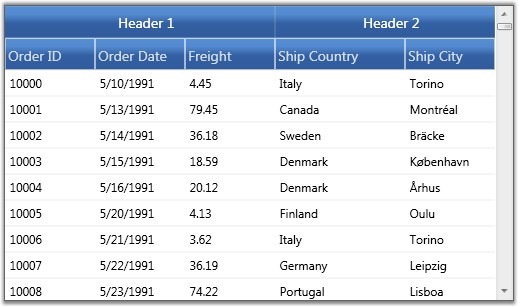 Header 1 Header 2
Order ID Order Date Freight Ship Country Ship City
10000 5/10/1991 4.45 Italy Torino
10001 5/13/1991 79.45 Canada Montréal
10002 5/14/1991 36.18 Sweden Bräcke
10003 5/15/1991 18.59 Denmark København
10004 5/16/1991 20.12 Denmark Århus
10005 5/20/1991 4.13 Finland Oulu
10006 5/21/1991 3.62 Italy Torino
10007 5/22/1991 36.19 Germany Leipzig
10008 5/23/1991 74.22 Portugal Lisboa